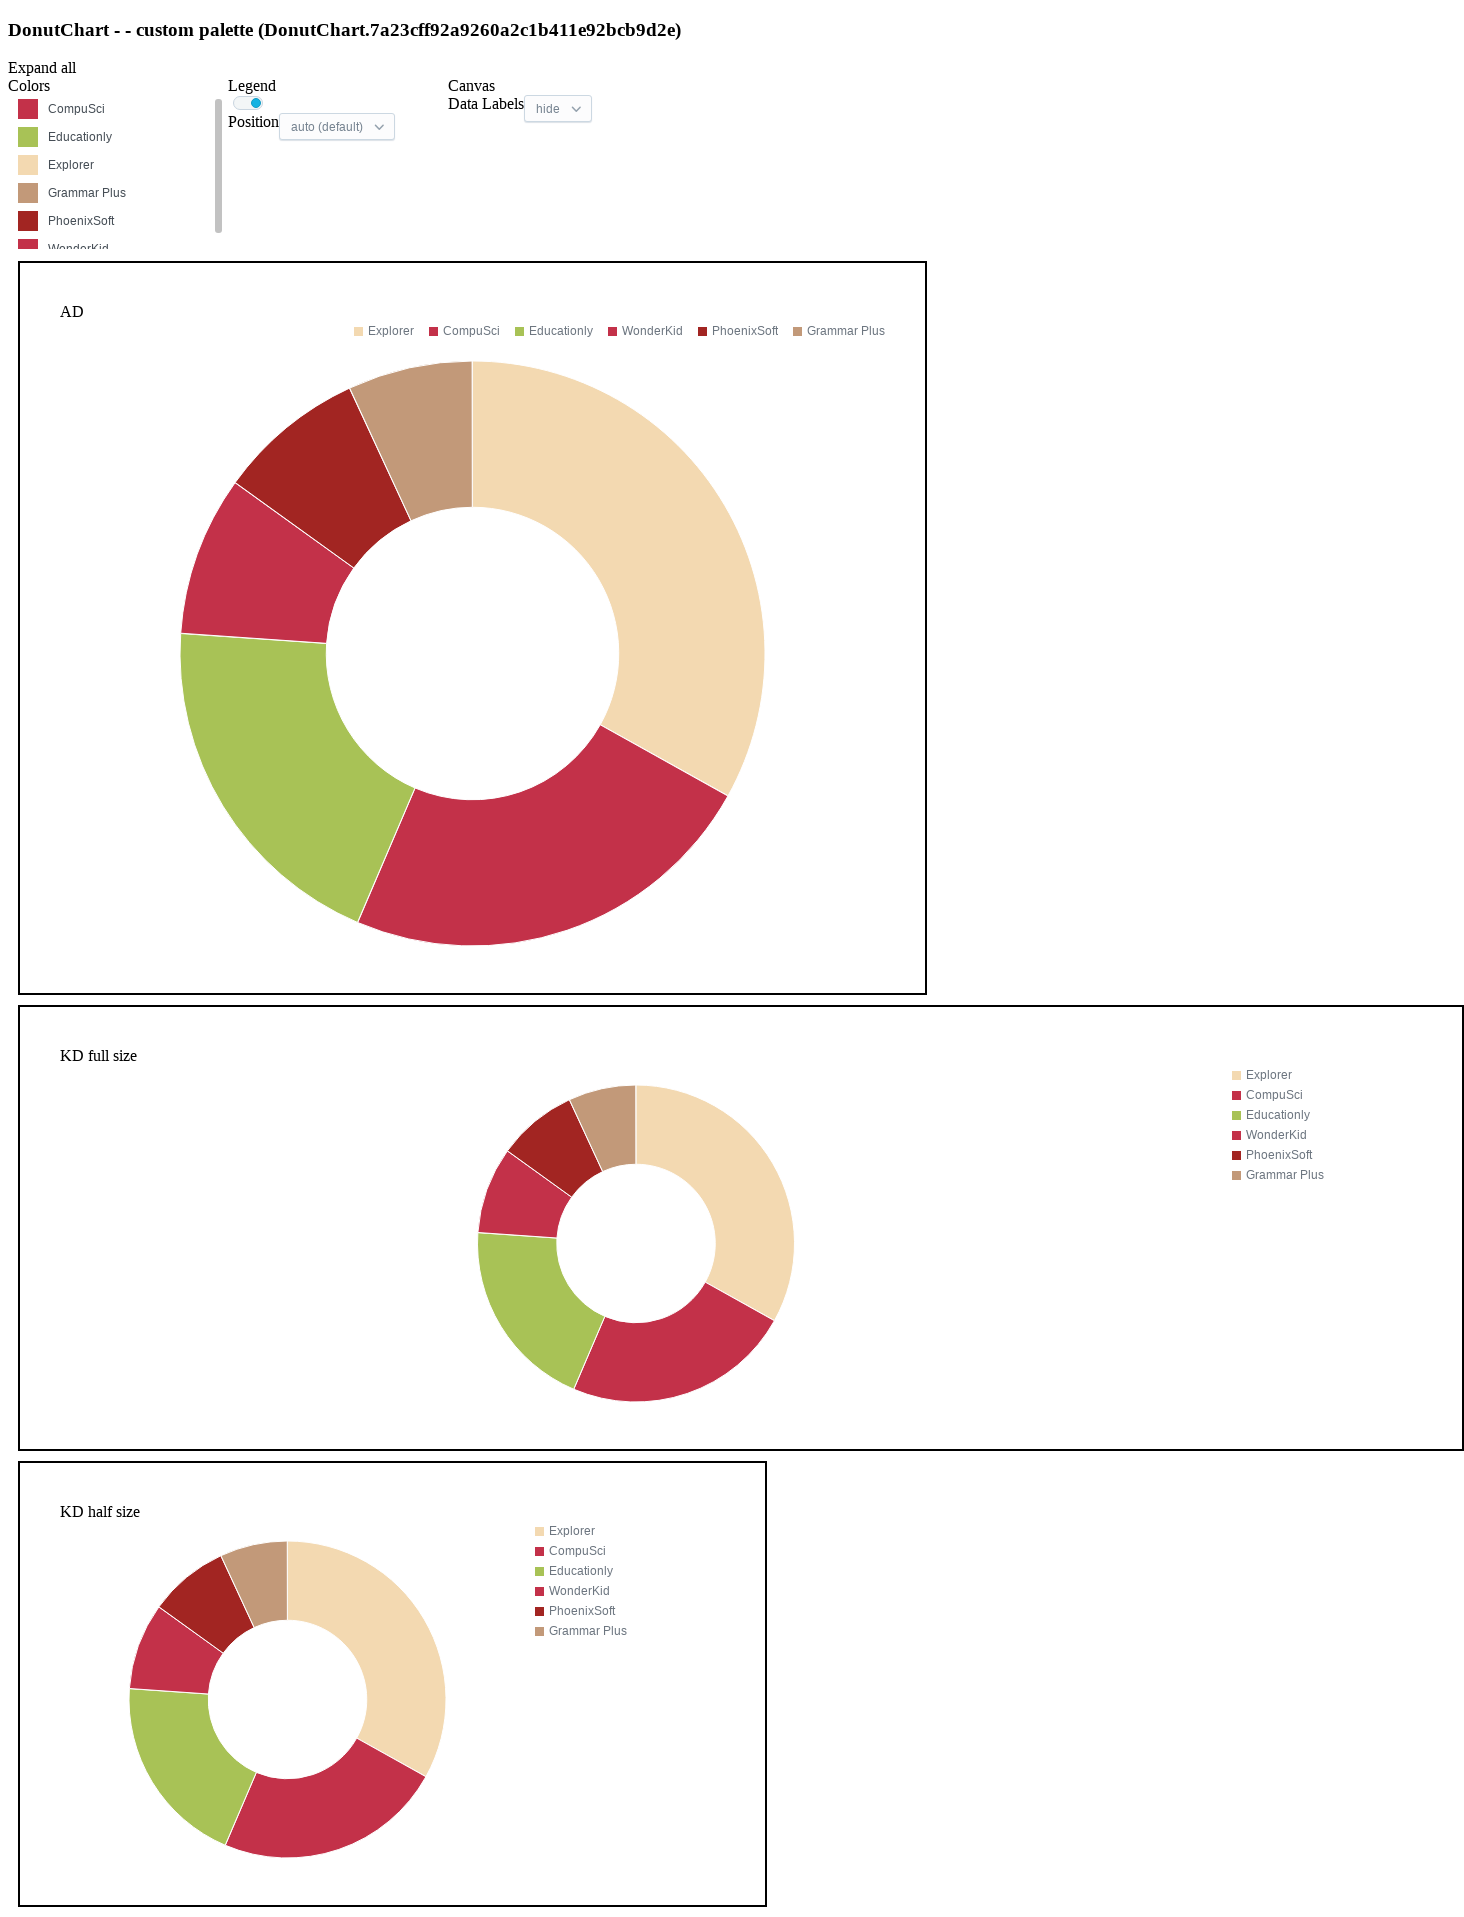 DonutChart - - custom palette (DonutChart.7a23cff92a9260a2c1b411e92bcb9d2e)
Expand all
Colors
CompuSci
Educationly
Explorer
Grammar Plus
PhoenixSoft
WonderKid
Legend
Position auto (default)
Canvas
Data Labels hide
AD
Explorer CompuSci Educationly WonderKid PhoenixSoft Grammar Plus
KD full size
Explorer
CompuSci
Educationly
WonderKid
PhoenixSoft
Grammar Plus
KD half size
Explorer
CompuSci
Educationly
WonderKid
PhoenixSoft
Grammar Plus